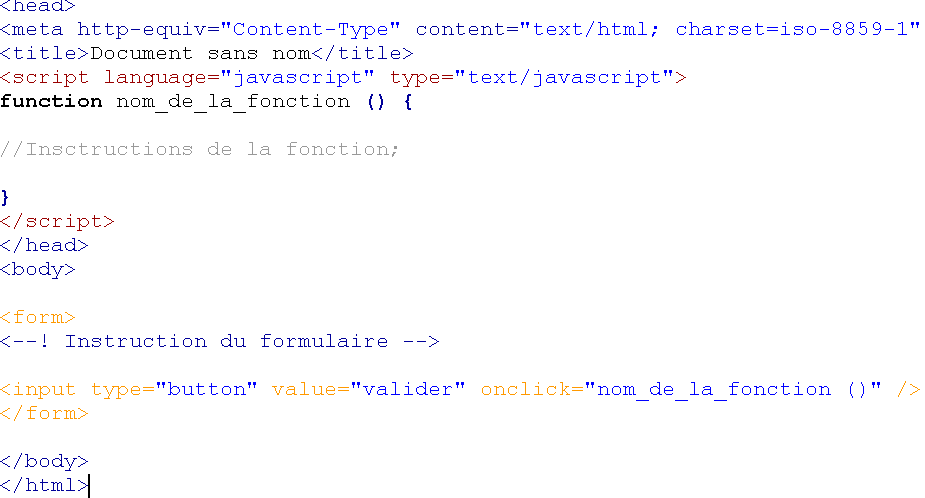 <head>
<meta http-equiv="Content-Type" content="text/html; charset=iso-8859-1"
<title>Document sans nom</title>
<script language="javascript" type="text/javascript">
function nom_de_la_fonction () {
//Insctructions de la fonction;
}
</script>
</head>
<body>
<form>
<--! Instruction du formulaire -->
<input type="button" value="valider" onclick="nom_de_la_fonction ()" />
</form>
</body>
</html>